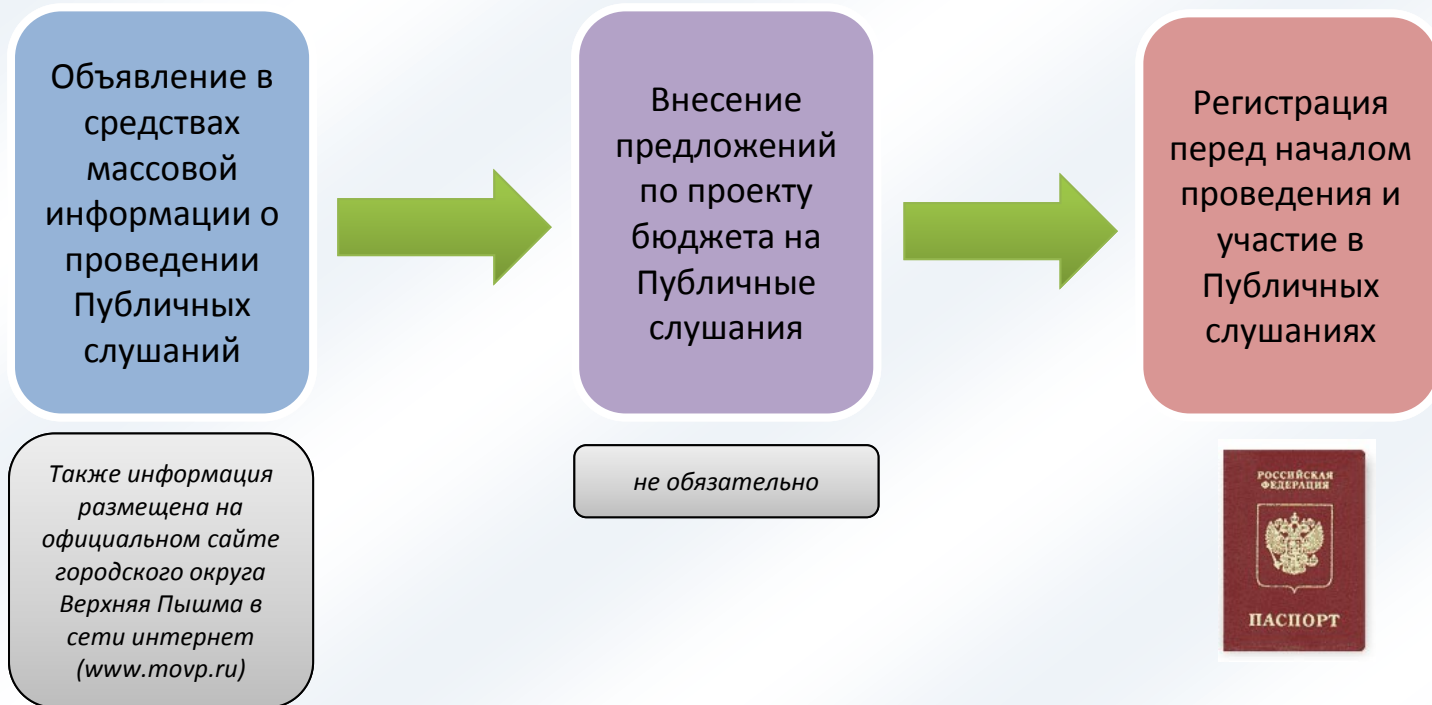 Объявление в
средствах
массовой
информации о
проведении
Публичных
слушаний
Также информация
размещена на
официальном сайте
городского округа
Верхняя Пышма в
сети интернет
(www.movp.ru)
Внесение
предложений
по проекту
бюджета на
Публичные
слушания
не обязательно
Регистрация
перед началом
проведения и
участие в
Публичных
слушаниях
РОССИЙСКАЯ
ФЕДЕРАЦИЯ
ПАСПОРТ